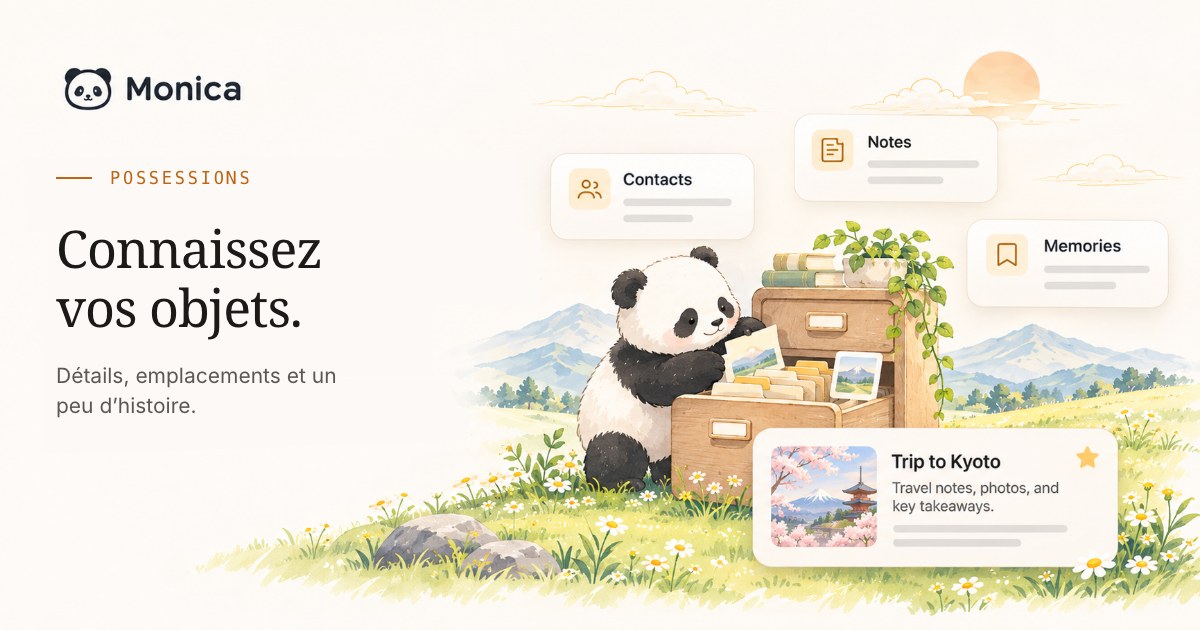 Monica
POSSESSIONS
Connaissez
vos objets.
Détails, emplacements et un
peu d’histoire.
Contacts
Notes
Memories
Trip to Kyoto
Travel notes, photos, and
key takeaways.